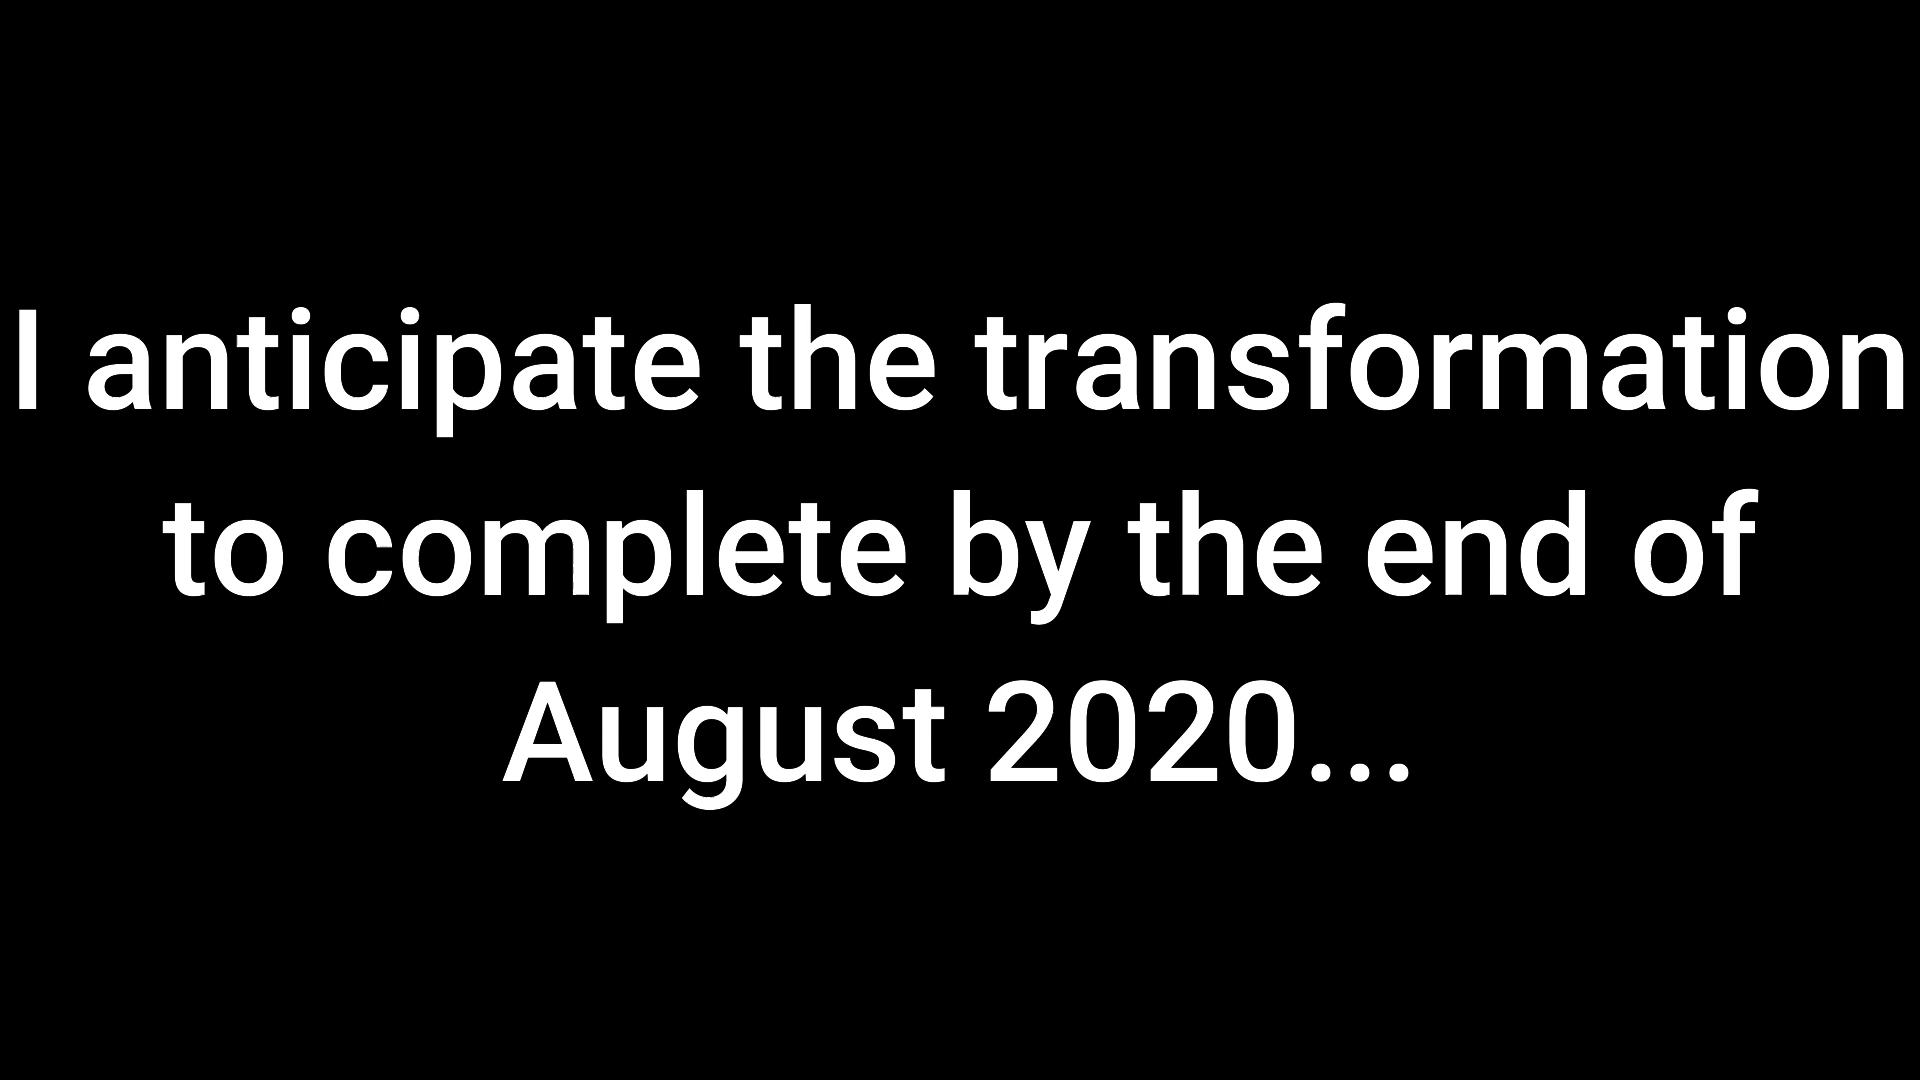 I anticipate the transformation
to complete by the end of
August 2020...